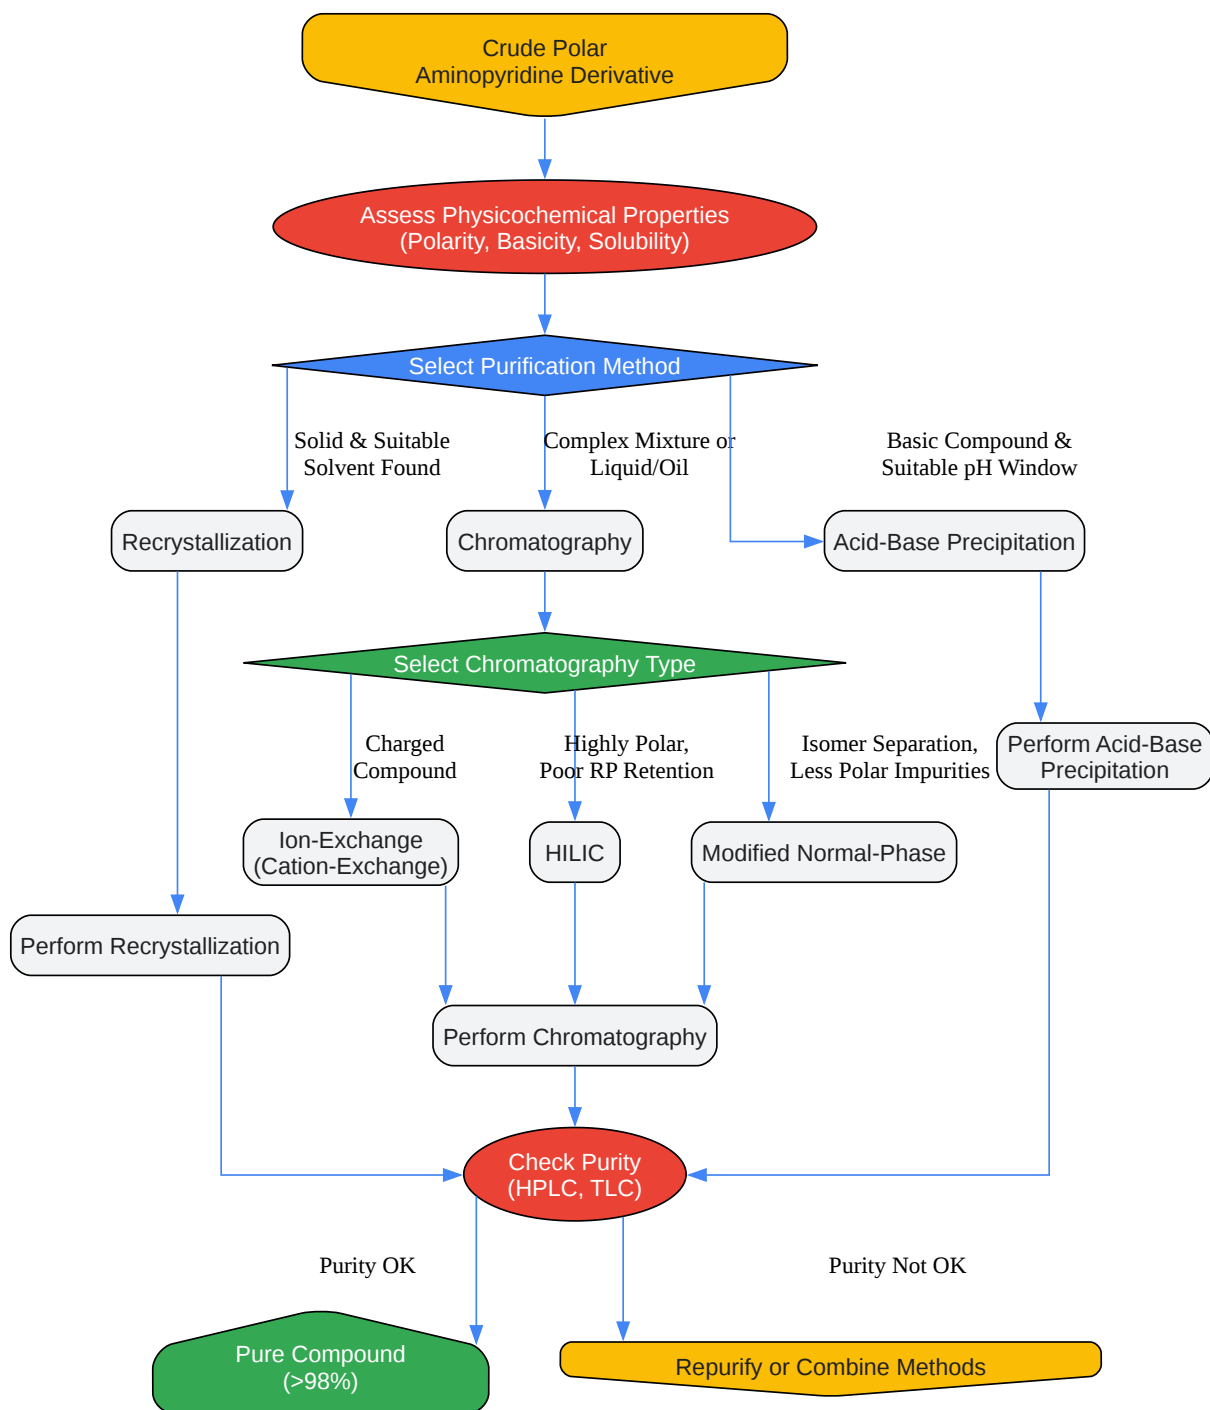 Crude Polar
Aminopyridine Derivative
Assess Physicochemical Properties
(Polarity, Basicity, Solubility)
Select Purification Method
Solid & Suitable
Solvent Found
Complex Mixture or
Liquid/Oil
Basic Compound &
Suitable pH Window
Recrystallization
Chromatography
Acid-Base Precipitation
Select Chromatography Type
Charged
Compound
Highly Polar,
Poor RP Retention
Isomer Separation,
Less Polar Impurities
Perform Acid-Base
Precipitation
Ion-Exchange
(Cation-Exchange)
HILIC
Modified Normal-Phase
Perform Recrystallization
Perform Chromatography
Check Purity
(HPLC, TLC)
Purity OK
Purity Not OK
Pure Compound
(>98%)
Repurify or Combine Methods